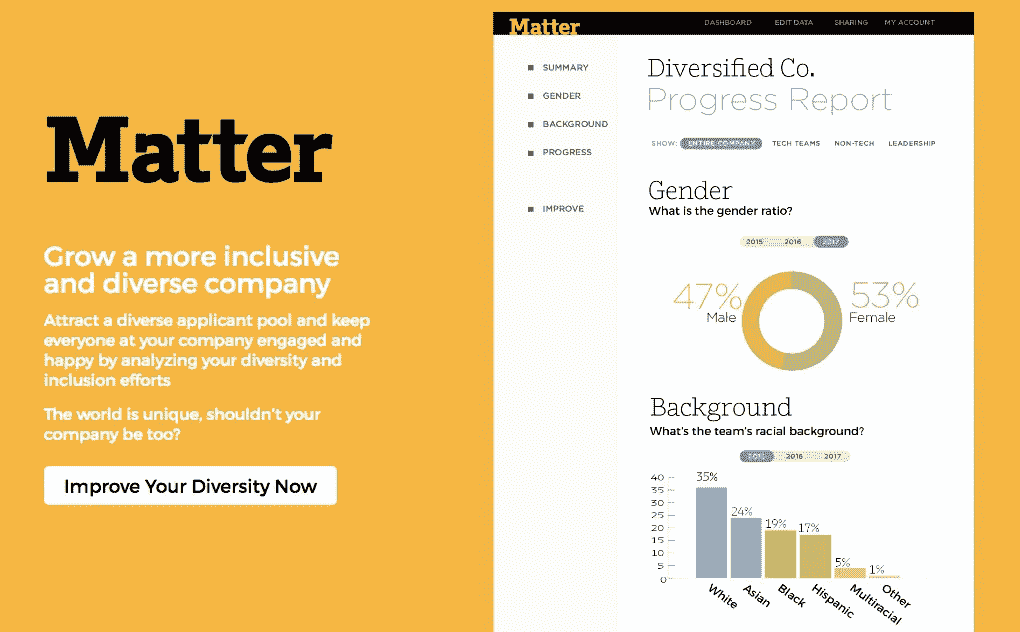 Matter
Grow a more inclusive
and diverse company
Attract a diverse applicant pool and keep
everyone at your company engaged and
happy by analyzing your diversity and
inclusion efforts
The world is unique, shouldn't your
company be too?
Improve Your Diversity Now
Matter
DASHBOARD EDIT DATA SHARING MY ACCOUNT
SUMMARY
GENDER
BACKGROUND
PROGRESS
IMPROVE
Diversified Co.
Progress Report
SHOW: ENTIRE COMPANY TECH TEAMS NON-TECH LEADERSHIP
Gender
What is the gender ratio?
2015 2016 2017
47%
Male
53%
Female
Background
What's the team's racial background?
2016 2017
40
35
30
25
20
15
10
5
0
35%
24%
19%
17%
5%
1%
White
Asian
Black
Hispanic
Multiracial
Other